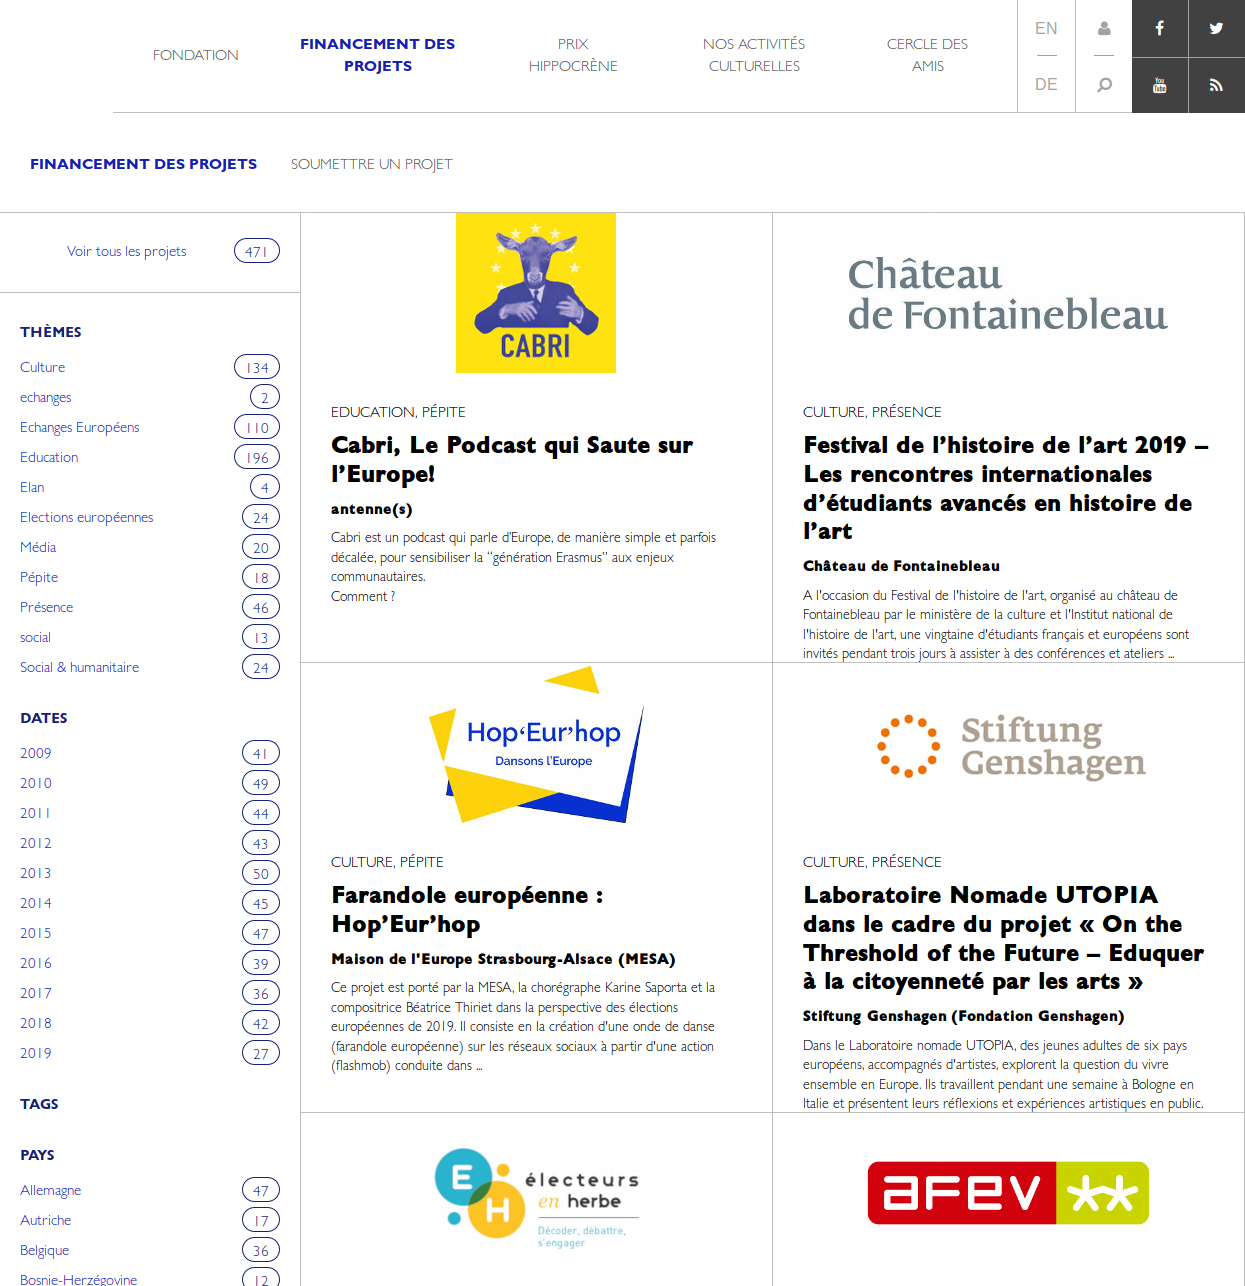 FONDATION
FINANCEMENT DES
PROJETS
PRIX
HIPPOCRÈNE
NOS ACTIVITÉS
CULTURELLES
CERCLE DES
AMIS
EN
DE
You
Tube
FINANCEMENT DES PROJETS
SOUMETTRE UN PROJET
Voir tous les projets 471
THÈMES
Culture 134
echanges 2
Echanges Européens 110
Education 196
Elan 4
Elections européennes 24
Média 20
Pépite 18
Présence 46
social 13
Social & humanitaire 24
DATES
2009 41
2010 49
2011 44
2012 43
2013 50
2014 45
2015 47
2016 39
2017 36
2018 42
2019 27
TAGS
PAYS
Allemagne 47
Autriche 17
Belgique 36
Bosnie-Herzégovine 12
CABRI
EDUCATION, PÉPITE
Cabri, Le Podcast qui Saute sur
l’Europe!
antenne(s)
Cabri est un podcast qui parle d’Europe, de manière simple et parfois
décalée, pour sensibiliser la “génération Erasmus” aux enjeux
communautaires.
Comment ?
Château
de Fontainebleau
CULTURE, PRÉSENCE
Festival de l’histoire de l’art 2019 –
Les rencontres internationales
d’étudiants avancés en histoire de
l’art
Château de Fontainebleau
A l'occasion du Festival de l'histoire de l'art, organisé au château de
Fontainebleau par le ministère de la culture et l'Institut national de
l'histoire de l'art, une vingtaine d'étudiants français et européens sont
invités pendant trois jours à assister à des conférences et ateliers ...
Hop‘Eur’hop
Dansons l'Europe
CULTURE, PÉPITE
Farandole européenne :
Hop’Eur’hop
Maison de l'Europe Strasbourg-Alsace (MESA)
Ce projet est porté par la MESA, la chorégraphe Karine Saporta et la
compositrice Béatrice Thiriet dans la perspective des élections
européennes de 2019. Il consiste en la création d'une onde de danse
(farandole européenne) sur les réseaux sociaux à partir d'une action
(flashmob) conduite dans ...
Stiftung
Genshagen
CULTURE, PRÉSENCE
Laboratoire Nomade UTOPIA
dans le cadre du projet « On the
Threshold of the Future – Eduquer
à la citoyenneté par les arts »
Stiftung Genshagen (Fondation Genshagen)
Dans le Laboratoire nomade UTOPIA, des jeunes adultes de six pays
européens, accompagnés d'artistes, explorent la question du vivre
ensemble en Europe. Ils travaillent pendant une semaine à Bologne en
Italie et présentent leurs réflexions et expériences artistiques en public.
E
H
électeurs
en herbe
Décoder, débattre,
s'engager
afev